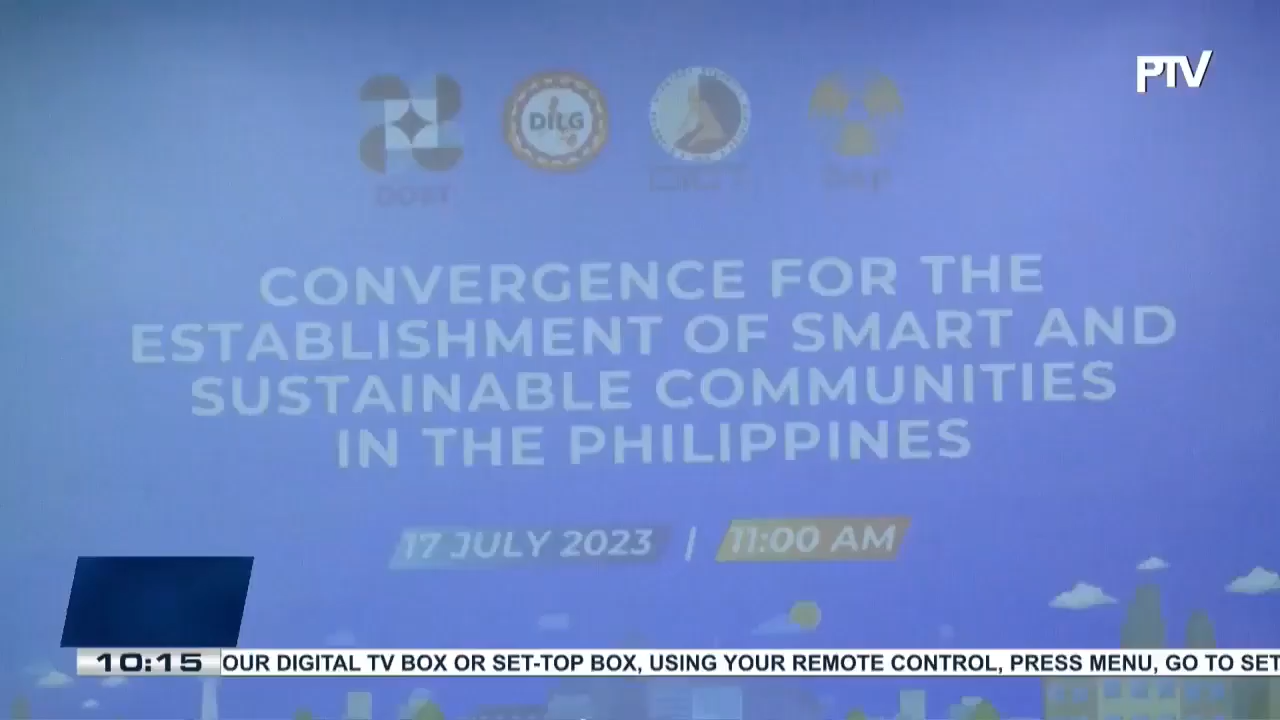 PTV
DOST
DILG
CONVERGENCE FOR THE
ESTABLISHMENT OF SMART AND
SUSTAINABLE COMMUNITIES
IN THE PHILIPPINES
17 JULY 2023 | 11:00 AM
10:15 OUR DIGITAL TV BOX OR SET-TOP BOX, USING YOUR REMOTE CONTROL, PRESS MENU, GO TO SET